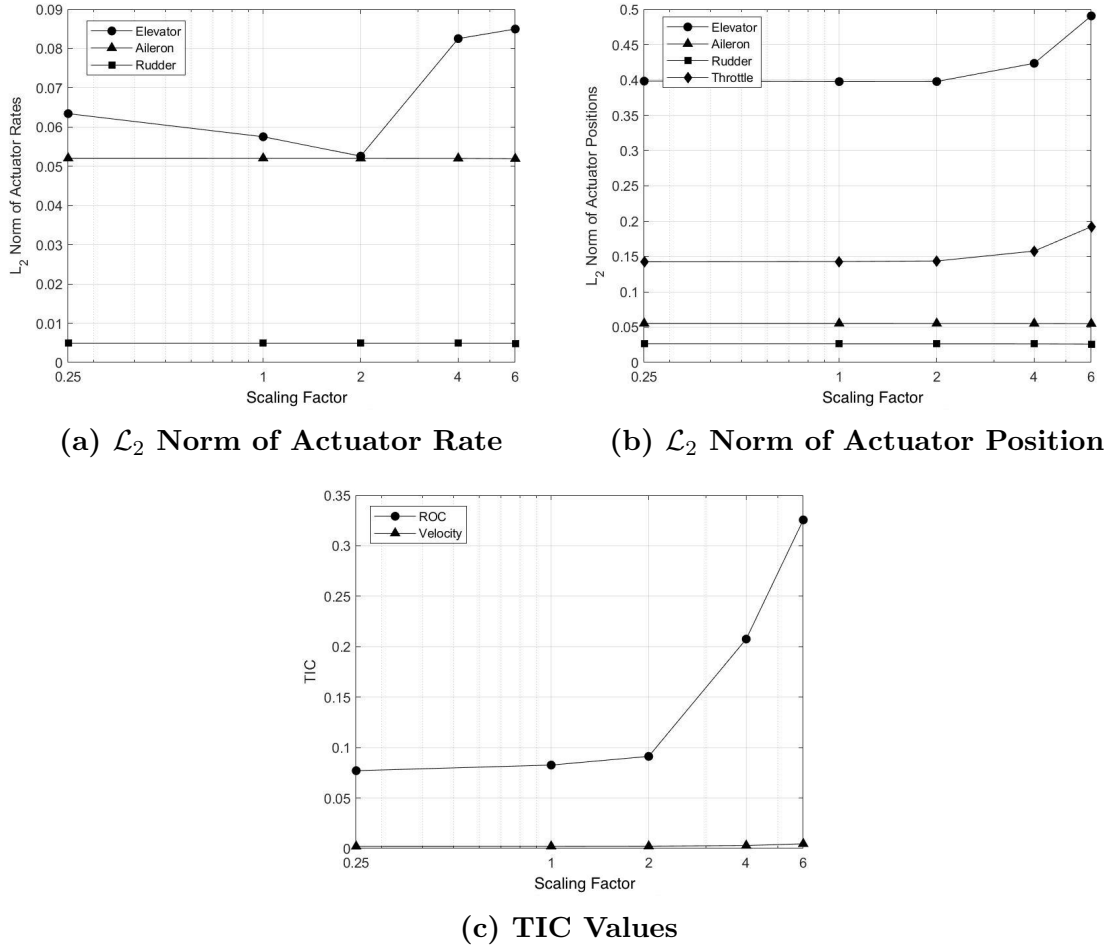 0.09
0.08
0.07
0.06
0.05
0.04
0.03
0.02
0.01
0
L2 Norm of Actuator Rates
Elevator
Aileron
Rudder
0.25 1 2 4 6
Scaling Factor
(a) ℒ2 Norm of Actuator Rate
0.5
0.45
0.4
0.35
0.3
0.25
0.2
0.15
0.1
0.05
0
L2 Norm of Actuator Positions
Elevator
Aileron
Rudder
Throttle
0.25 1 2 4 6
Scaling Factor
(b) ℒ2 Norm of Actuator Position
0.35
0.3
0.25
0.2
0.15
0.1
0.05
0
TIC
ROC
Velocity
0.25 1 2 4 6
Scaling Factor
(c) TIC Values